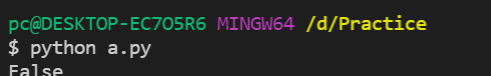 pc@DESKTOP-EC7O5R6 MINGW64 /d/Practice
$ python a.py
False